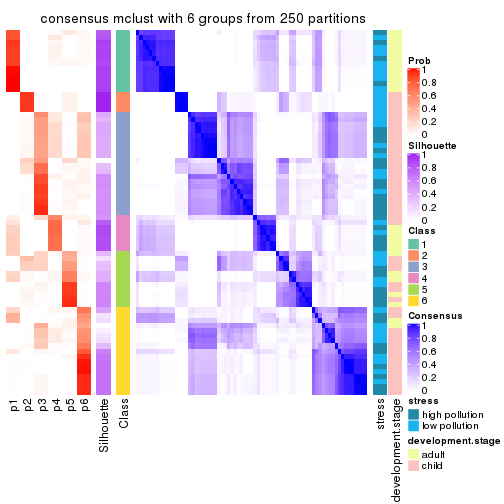 consensus mclust with 6 groups from 250 partitions
p1
p2
p3
p4
p5
p6
Silhouette
Class
stress
development.stage
Prob
1
0.8
0.6
0.4
0.2
0
Silhouette
1
0.8
0.6
0.4
0.2
0
Class
1
2
3
4
5
6
Consensus
1
0.8
0.6
0.4
0.2
0
stress
high pollution
low pollution
development.stage
adult
child